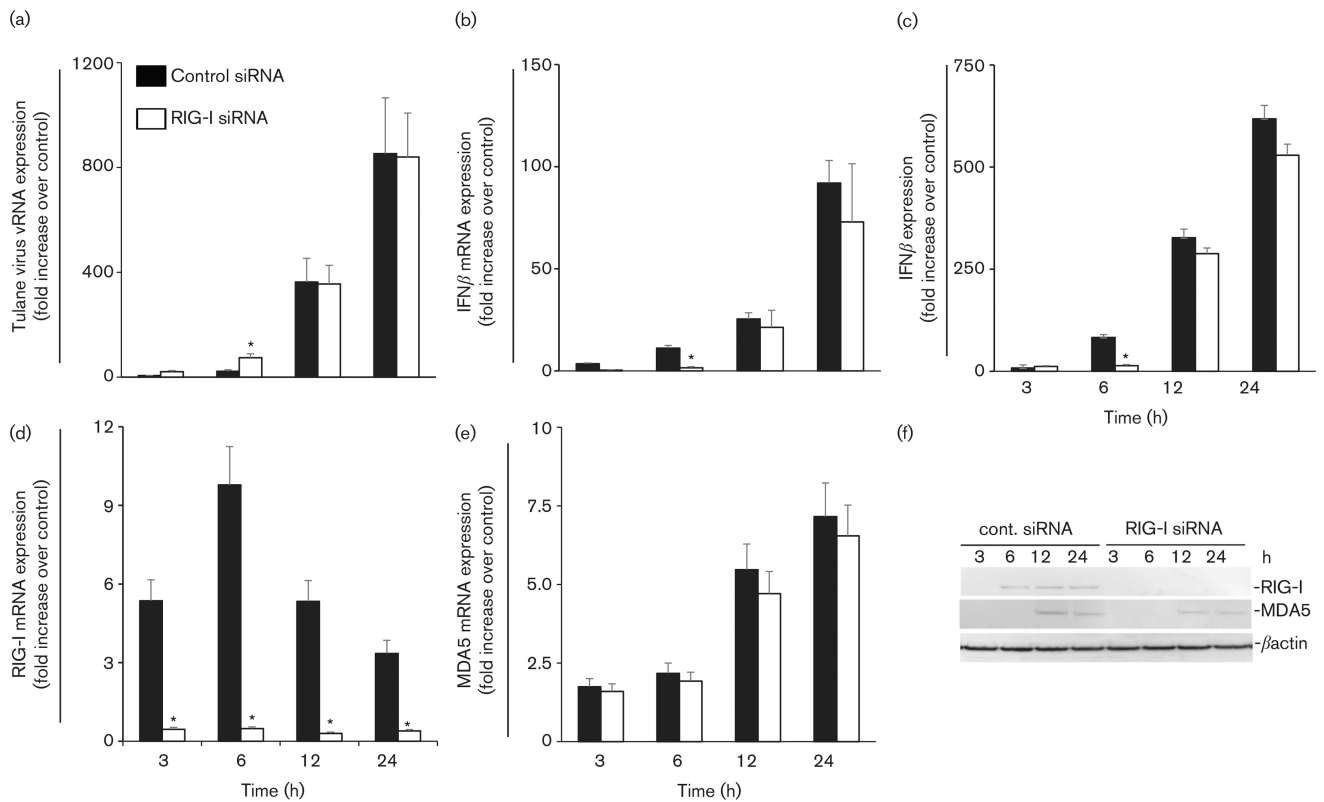 (a)
Tulane virus vRNA expression
(fold increase over control)
1200
800
400
0
Control siRNA
RIG-I siRNA
*
(b)
IFNβ mRNA expression
(fold increase over control)
150
100
50
0
*
(c)
IFNβ expression
(fold increase over control)
750
500
250
0
*
3 6 12 24
Time (h)
(d)
RIG-I mRNA expression
(fold increase over control)
12
9
6
3
0
* * * *
3 6 12 24
Time (h)
(e)
MDA5 mRNA expression
(fold increase over control)
10
7.5
5.0
2.5
0
3 6 12 24
Time (h)
(f)
cont. siRNA RIG-I siRNA
3 6 12 24 3 6 12 24 h
-RIG-I
-MDA5
-βactin